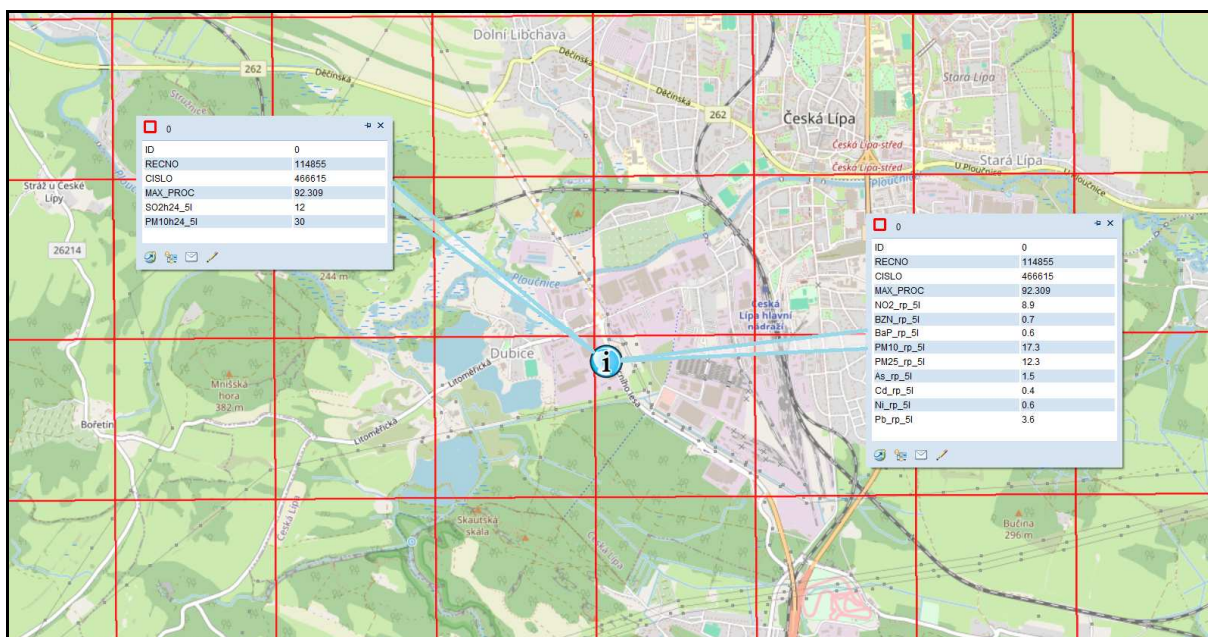 Dolní Libchava
262
Děčínská
Děčínská
Stružnice
Stará Lípa
262
Česká Lípa
Děčínská
Česká Lípa-střed
Česká Lípa-střed
Stará Lípa
U Ploučnice
U Ploučnice
Ploučnice
0
ID 0
RECNO 114855
CISLO 466615
MAX_PROC 92.309
SO2h24_5l 12
PM10h24_5l 30
Stráž u České
Lípy
26214
244 m
Ploučnice
Česká
Lípa hlavní
nádraží
0
ID 0
RECNO 114855
CISLO 466615
MAX_PROC 92.309
NO2_rp_5l 8.9
BZN_rp_5l 0.7
BaP_rp_5l 0.6
PM10_rp_5l 17.3
PM25_rp_5l 12.3
As_rp_5l 1.5
Cd_rp_5l 0.4
Ni_rp_5l 0.6
Pb_rp_5l 3.6
Dubice
i
Litoměřická
Mnišská
hora
382 m
Bořetín
Litoměřická
Česká Lípa
Skautská
skála
Česká Lípa
Bučina
296 m